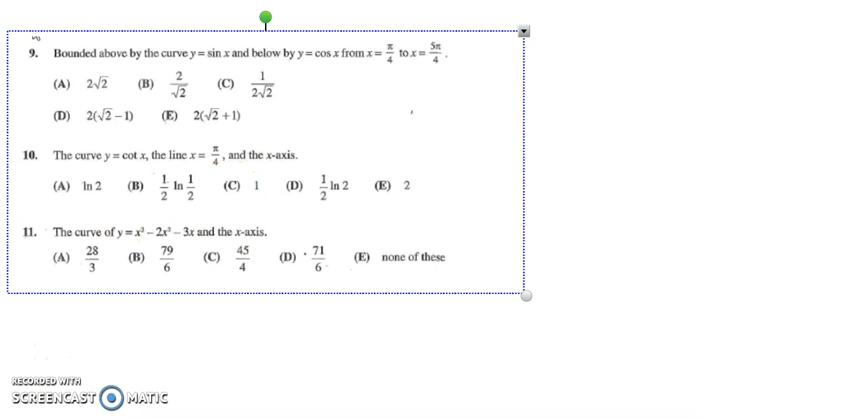 9. Bounded above by the curve y = sin x and below by y = cos x from x = π/4 to x = 5π/4.
(A) 2√2 (B) 2/√2 (C) 1/2√2
(D) 2(√2 – 1) (E) 2(√2 + 1)
10. The curve y = cot x, the line x = π/4, and the x-axis.
(A) ln 2 (B) 1/2 ln 1/2 (C) 1 (D) 1/2 ln 2 (E) 2
11. The curve of y = x³ – 2x² – 3x and the x-axis.
(A) 28/3 (B) 79/6 (C) 45/4 (D) 71/6 (E) none of these
RECORDED WITH
SCREENCAST MATIC